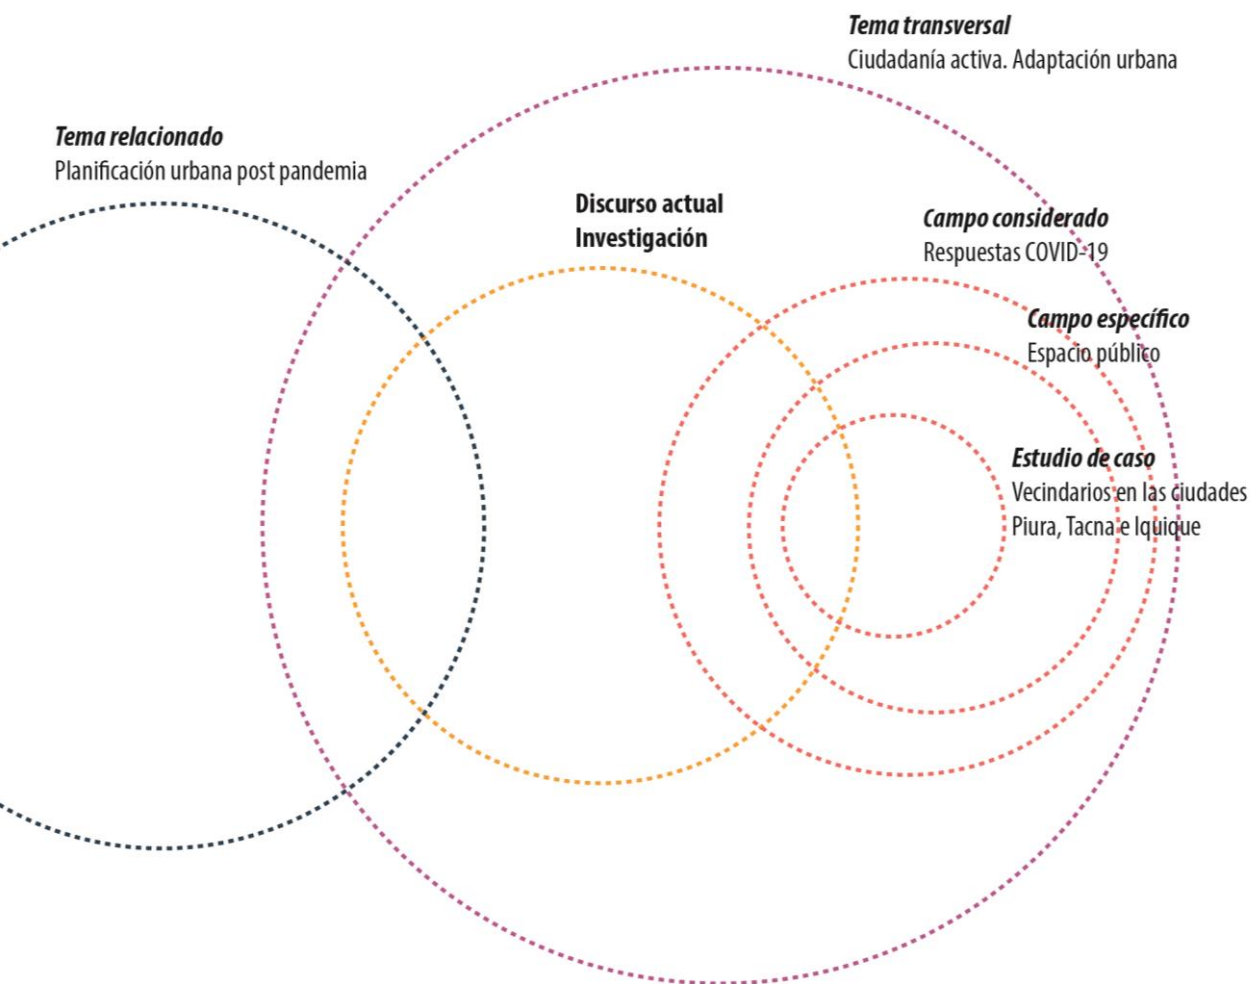 Tema transversal
Ciudadanía activa. Adaptación urbana
Tema relacionado
Planificación urbana post pandemia
Discurso actual
Investigación
Campo considerado
Respuestas COVID-19
Campo específico
Espacio público
Estudio de caso
Vecindarios en las ciudades
Piura, Tacna e Iquique